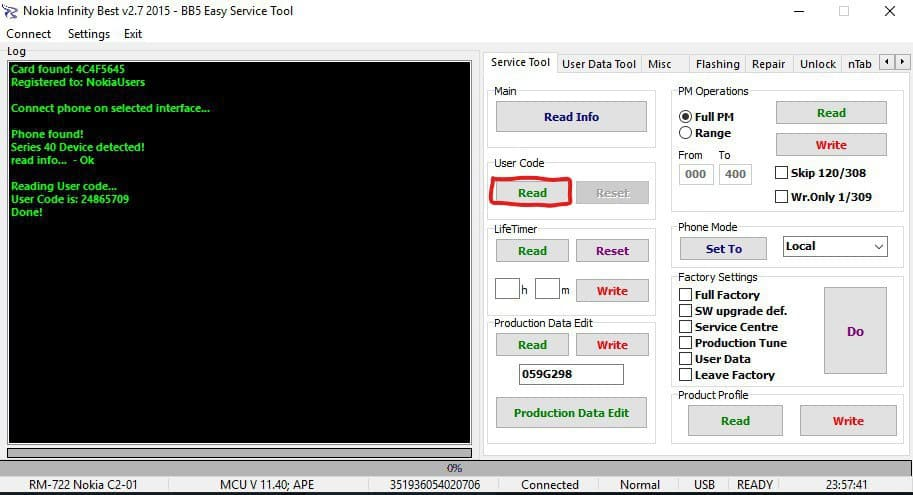 Nokia Infinity Best v2.7 2015 - BB5 Easy Service Tool
Connect Settings Exit
Log
Card found: 4C4F5645
Registered to: NokiaUsers
Connect phone on selected interface...
Phone found!
Series 40 Device detected!
read info... - Ok
Reading User code...
User Code is: 24865709
Done!
Service Tool User Data Tool Misc Flashing Repair Unlock nTab
Main
Read Info
User Code
Read Reset
LifeTimer
Read Reset
h m Write
Production Data Edit
Read Write
059G298
Production Data Edit
PM Operations
Full PM Read
Range Write
From To
000 400
Skip 120/308
Wr.Only 1/309
Phone Mode
Set To Local
Factory Settings
Full Factory
SW upgrade def.
Service Centre
Production Tune
User Data
Leave Factory
Do
Product Profile
Read Write
0%
RM-722 Nokia C2-01 MCU V 11.40; APE 351936054020706 Connected Normal USB READY 23:57:41